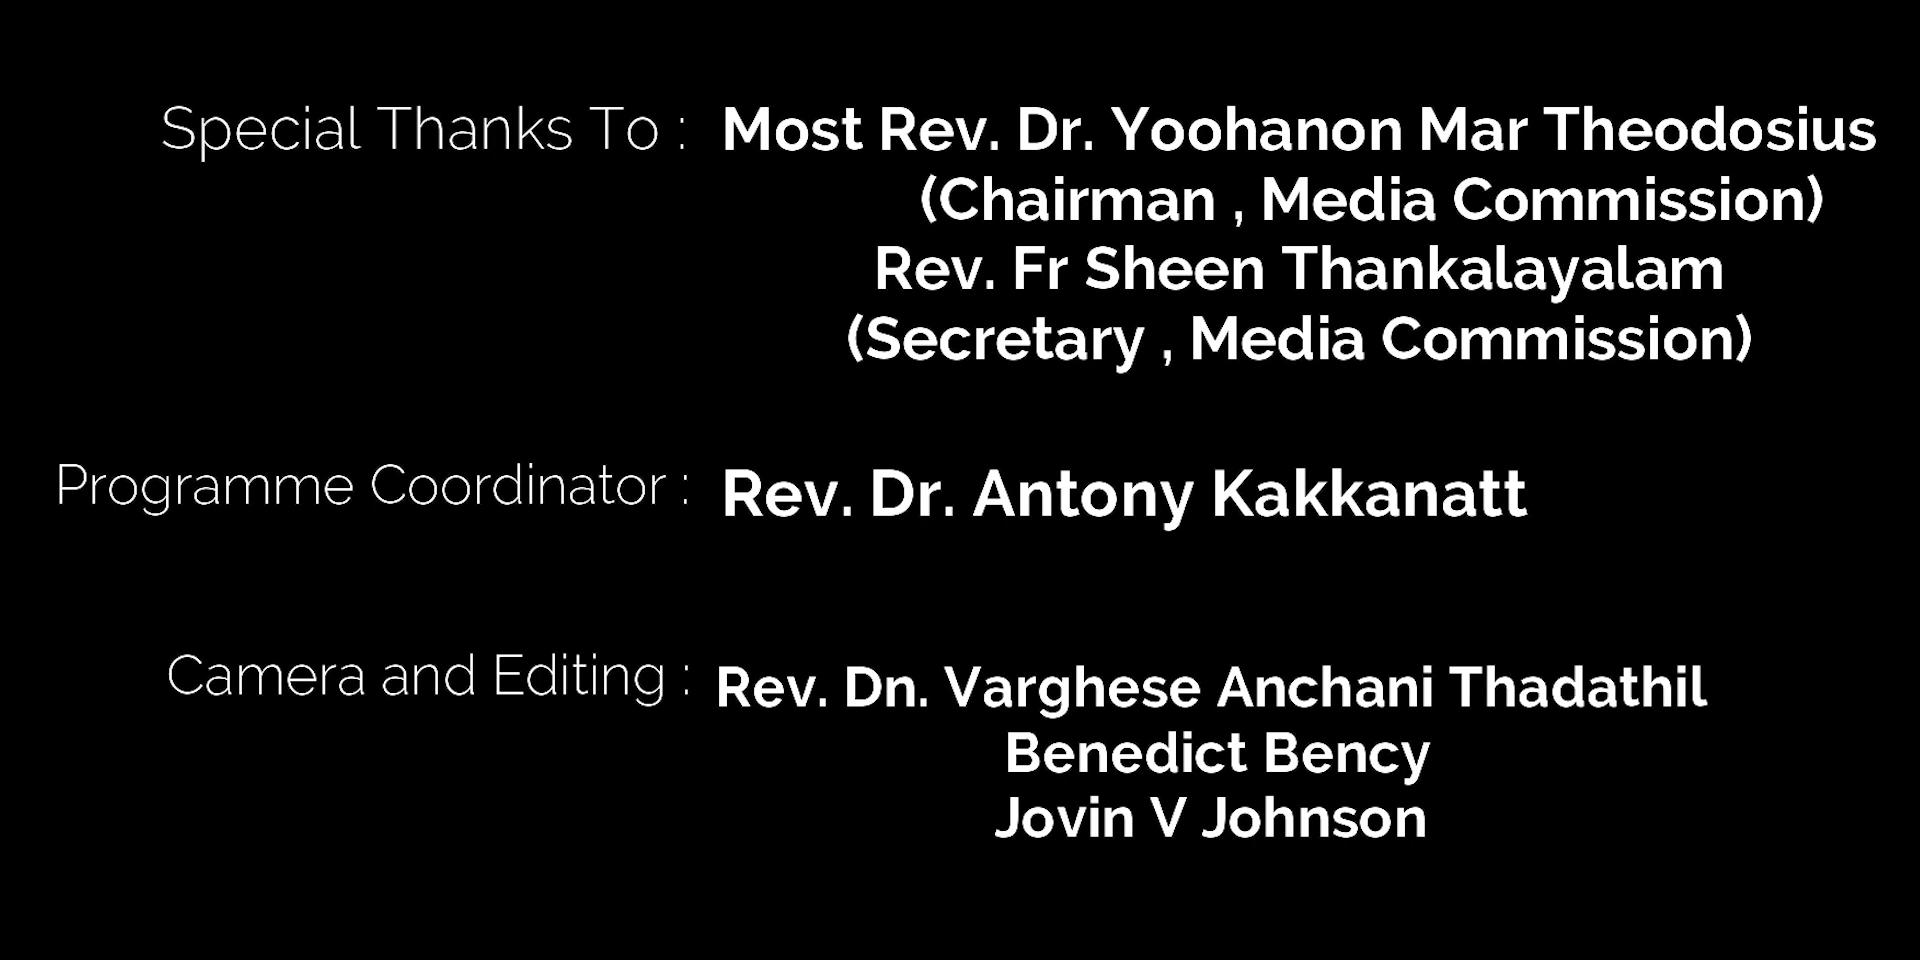 Special Thanks To : Most Rev. Dr. Yoohanon Mar Theodosius
(Chairman , Media Commission)
Rev. Fr Sheen Thankalayalam
(Secretary , Media Commission)
Programme Coordinator : Rev. Dr. Antony Kakkanatt
Camera and Editing : Rev. Dn. Varghese Anchani Thadathil
Benedict Bency
Jovin V Johnson